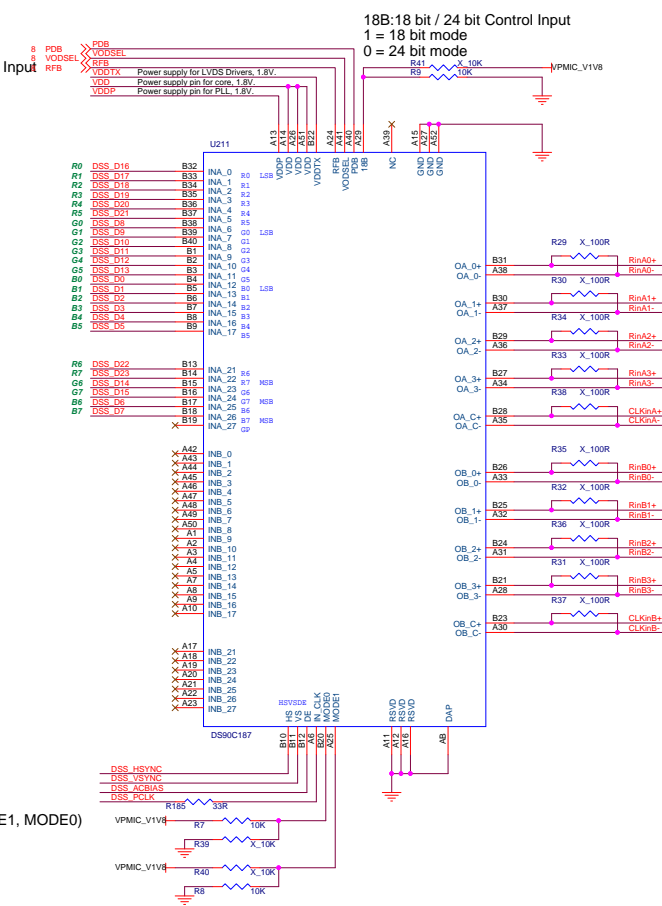 18B:18 bit / 24 bit Control Input
1 = 18 bit mode
0 = 24 bit mode
Input
8 PDB PDB
8 VODSEL VODSEL
8 RFB RFB
VDDTX Power supply for LVDS Drivers, 1.8V.
VDD Power supply pin for core, 1.8V.
VDDP Power supply pin for PLL, 1.8V.
R41 X_10K VPMIC_V1V8
R9 10K
A13 A14 A26 A51 B22 A24 A41 A40 A29 A39 A15 A27 A52
U211
VDDP VDD VDD VDD VDDTX RFB VODSEL PDB 18B NC GND GND GND
R0 DSS_D16 B32 INA_0 R0 LSB
R1 DSS_D17 B33 INA_1 R1
R2 DSS_D18 B34 INA_2 R2
R3 DSS_D19 B35 INA_3 R3
R4 DSS_D20 B36 INA_4 R4
R5 DSS_D21 B37 INA_5 R5
G0 DSS_D8 B38 INA_6 G0 LSB
G1 DSS_D9 B39 INA_7 G1
G2 DSS_D10 B40 INA_8 G2
G3 DSS_D11 B1 INA_9 G3
G4 DSS_D12 B2 INA_10 G4
G5 DSS_D13 B3 INA_11 G5
B0 DSS_D0 B4 INA_12 B0 LSB
B1 DSS_D1 B5 INA_13 B1
B2 DSS_D2 B6 INA_14 B2
B3 DSS_D3 B7 INA_15 B3
B4 DSS_D4 B8 INA_16 B4
B5 DSS_D5 B9 INA_17 B5
R6 DSS_D22 B13 INA_21 R6
R7 DSS_D23 B14 INA_22 R7 MSB
G6 DSS_D14 B15 INA_23 G6
G7 DSS_D15 B16 INA_24 G7 MSB
B6 DSS_D6 B17 INA_25 B6
B7 DSS_D7 B18 INA_26 B7 MSB
B19 INA_27 GP
A42 INB_0
A43 INB_1
A44 INB_2
A45 INB_3
A46 INB_4
A47 INB_5
A48 INB_6
A49 INB_7
A50 INB_8
A1 INB_9
A2 INB_10
A3 INB_11
A4 INB_12
A5 INB_13
A7 INB_14
A8 INB_15
A9 INB_16
A10 INB_17
A17 INB_21
A18 INB_22
A19 INB_23
A20 INB_24
A21 INB_25
A22 INB_26
A23 INB_27
R29 X_100R
OA_0+ B31 RinA0+
OA_0- A38 RinA0-
R30 X_100R
OA_1+ B30 RinA1+
OA_1- A37 RinA1-
R34 X_100R
OA_2+ B29 RinA2+
OA_2- A36 RinA2-
R33 X_100R
OA_3+ B27 RinA3+
OA_3- A34 RinA3-
R38 X_100R
OA_C+ B28 CLKinA+
OA_C- A35 CLKinA-
R35 X_100R
OB_0+ B26 RinB0+
OB_0- A33 RinB0-
R32 X_100R
OB_1+ B25 RinB1+
OB_1- A32 RinB1-
R36 X_100R
OB_2+ B24 RinB2+
OB_2- A31 RinB2-
R31 X_100R
OB_3+ B21 RinB3+
OB_3- A28 RinB3-
R37 X_100R
OB_C+ B23 CLKinB+
OB_C- A30 CLKinB-
HSVSDE
HS VS DE IN_CLK MODE0 MODE1 RSVD RSVD RSVD DAP
DS90C187
B10 B11 B12 A6 B20 A25 A11 A12 A16 AB
DSS_HSYNC
DSS_VSYNC
DSS_ACBIAS
DSS_PCLK
R185 33R
E1, MODE0)
VPMIC_V1V8
R7 10K
R39 X_10K
VPMIC_V1V8
R40 X_10K
R8 10K